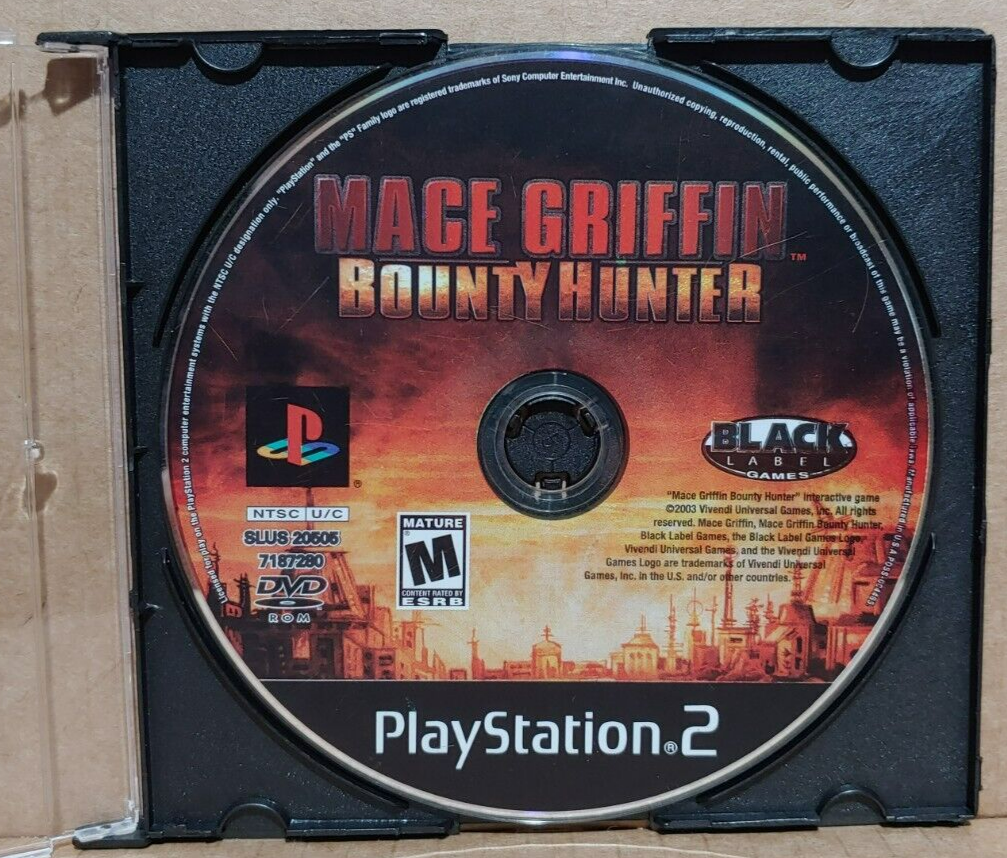 Licensed for play on the PlayStation 2 computer entertainment systems with the NTSC U/C designation only. "PlayStation" and the "PS" Family logo are registered trademarks of Sony Computer Entertainment Inc. Unauthorized copying, reproduction, rental, public performance or broadcast of this game may be a violation of applicable laws. Manufactured in U.S.A.
MACE GRIFFIN
™
BOUNTY HUNTER
®
BLACK
LABEL
GAMES
NTSC U/C
SLUS 20505
7187280
DVD
ROM
MATURE
M
®
CONTENT RATED BY
ESRB
"Mace Griffin Bounty Hunter" interactive game
©2003 Vivendi Universal Games, Inc. All rights
reserved. Mace Griffin, Mace Griffin Bounty Hunter,
Black Label Games, the Black Label Games Logo,
Vivendi Universal Games, and the Vivendi Universal
Games Logo are trademarks of Vivendi Universal
Games, Inc. in the U.S. and/or other countries.
PlayStation®2